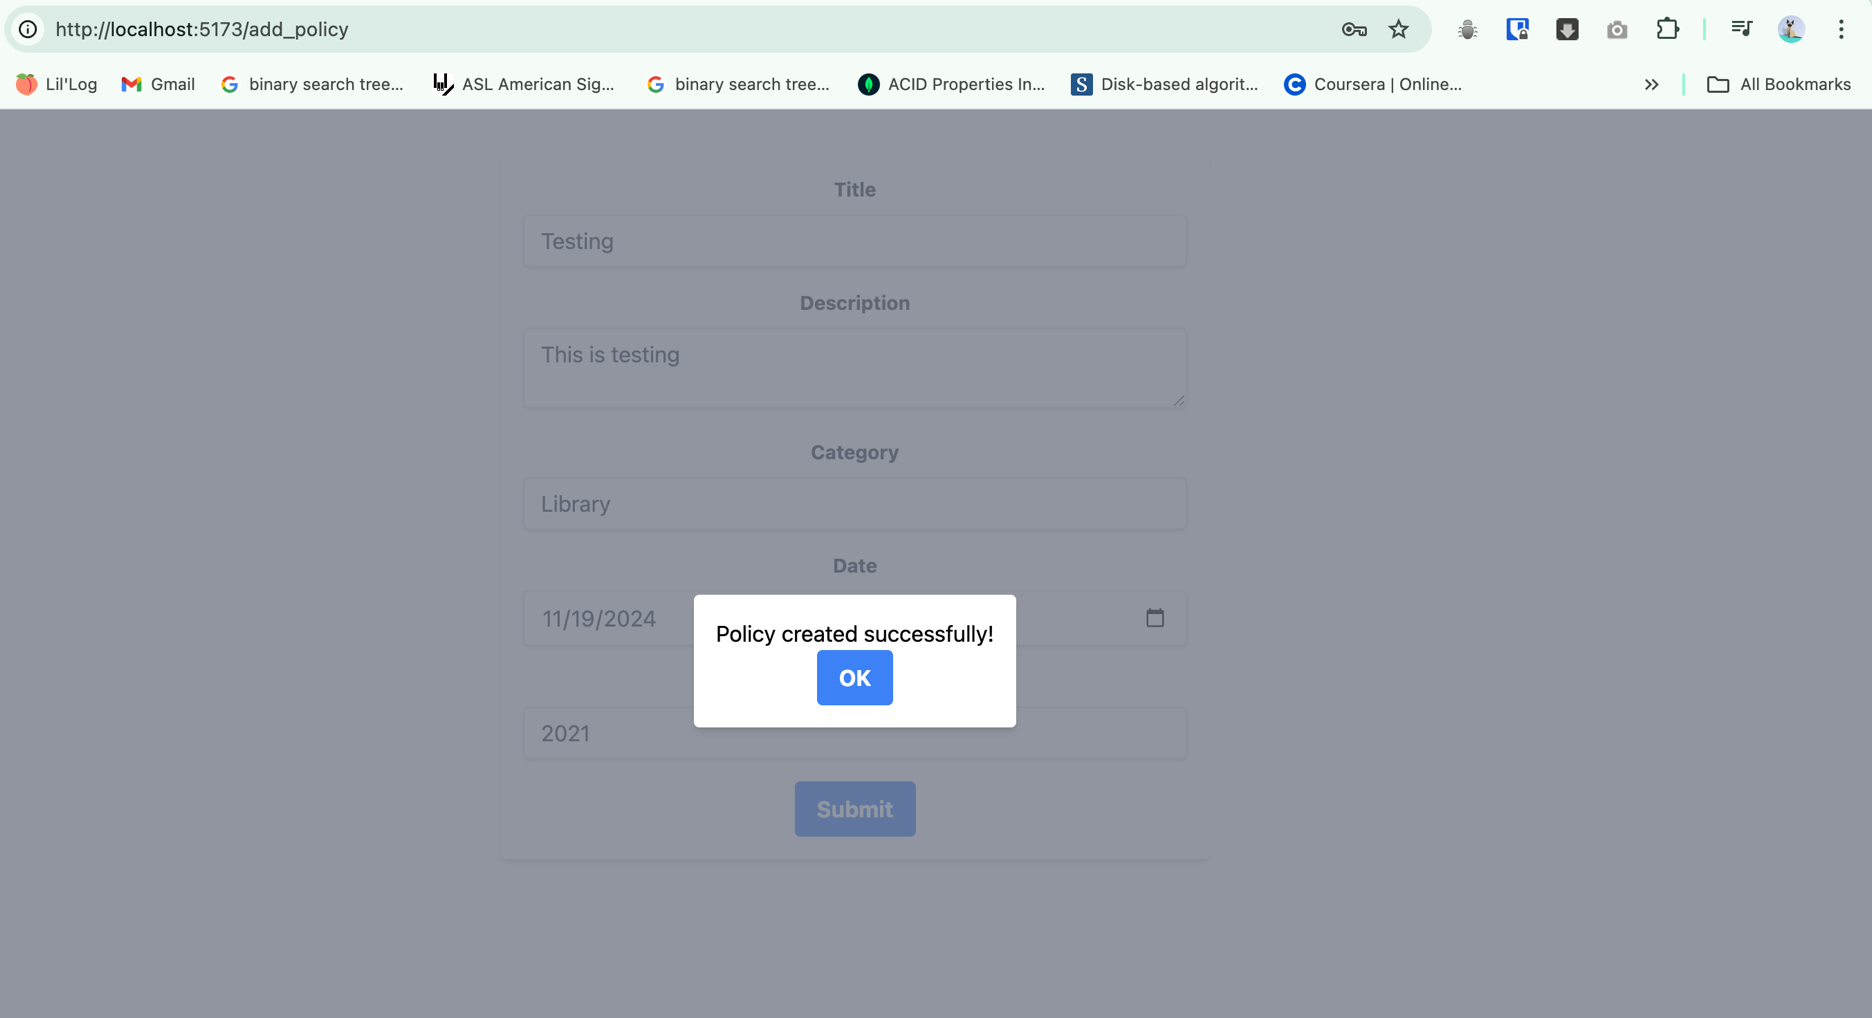 http://localhost:5173/add_policy
Lil'Log Gmail binary search tree... ASL American Sig... binary search tree... ACID Properties In... S Disk-based algorit... Coursera | Online... All Bookmarks
Title
Testing
Description
This is testing
Category
Library
Date
11/19/2024
Policy created successfully!
OK
2021
Submit